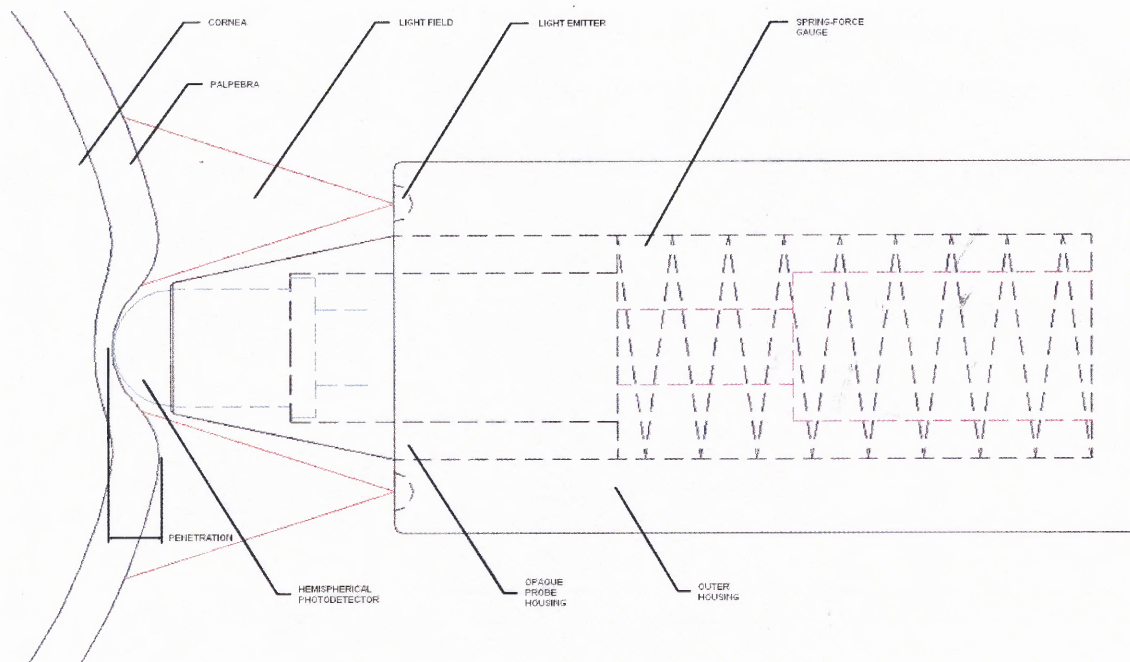 CORNEA
LIGHT FIELD
LIGHT EMITTER
SPRING-FORCE
GAUGE
PALPEBRA
PENETRATION
HEMISPHERICAL
PHOTODETECTOR
OPAQUE
PROBE
HOUSING
OUTER
HOUSING